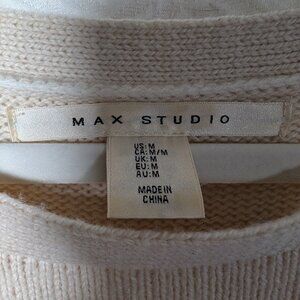 MAX STUDIO
US: M
CA: M/M
UK: M
EU: M
AU: M
MADE IN
CHINA